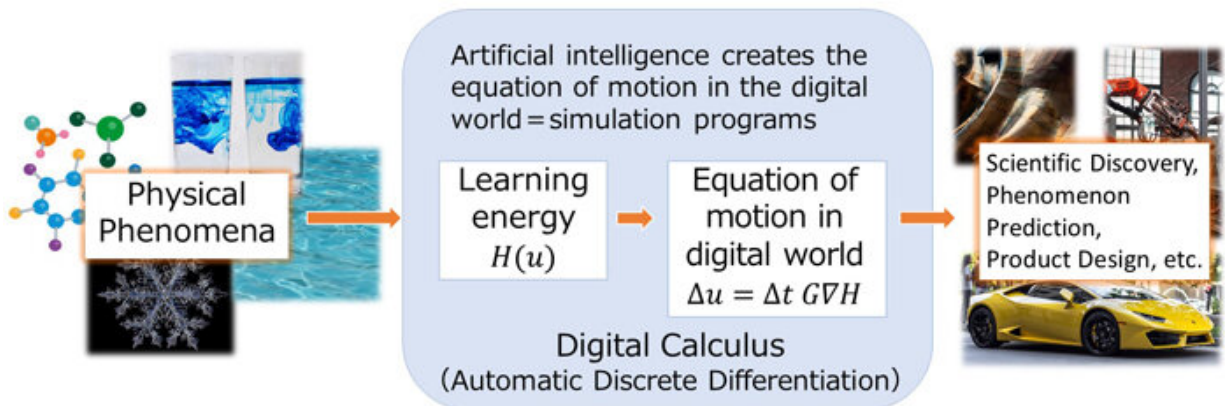 Artificial intelligence creates the
equation of motion in the digital
world=simulation programs
Physical
Phenomena
Learning
energy
H(u)
Equation of
motion in
digital world
Δu = Δt G∇H
Digital Calculus
(Automatic Discrete Differentiation)
Scientific Discovery,
Phenomenon
Prediction,
Product Design, etc.